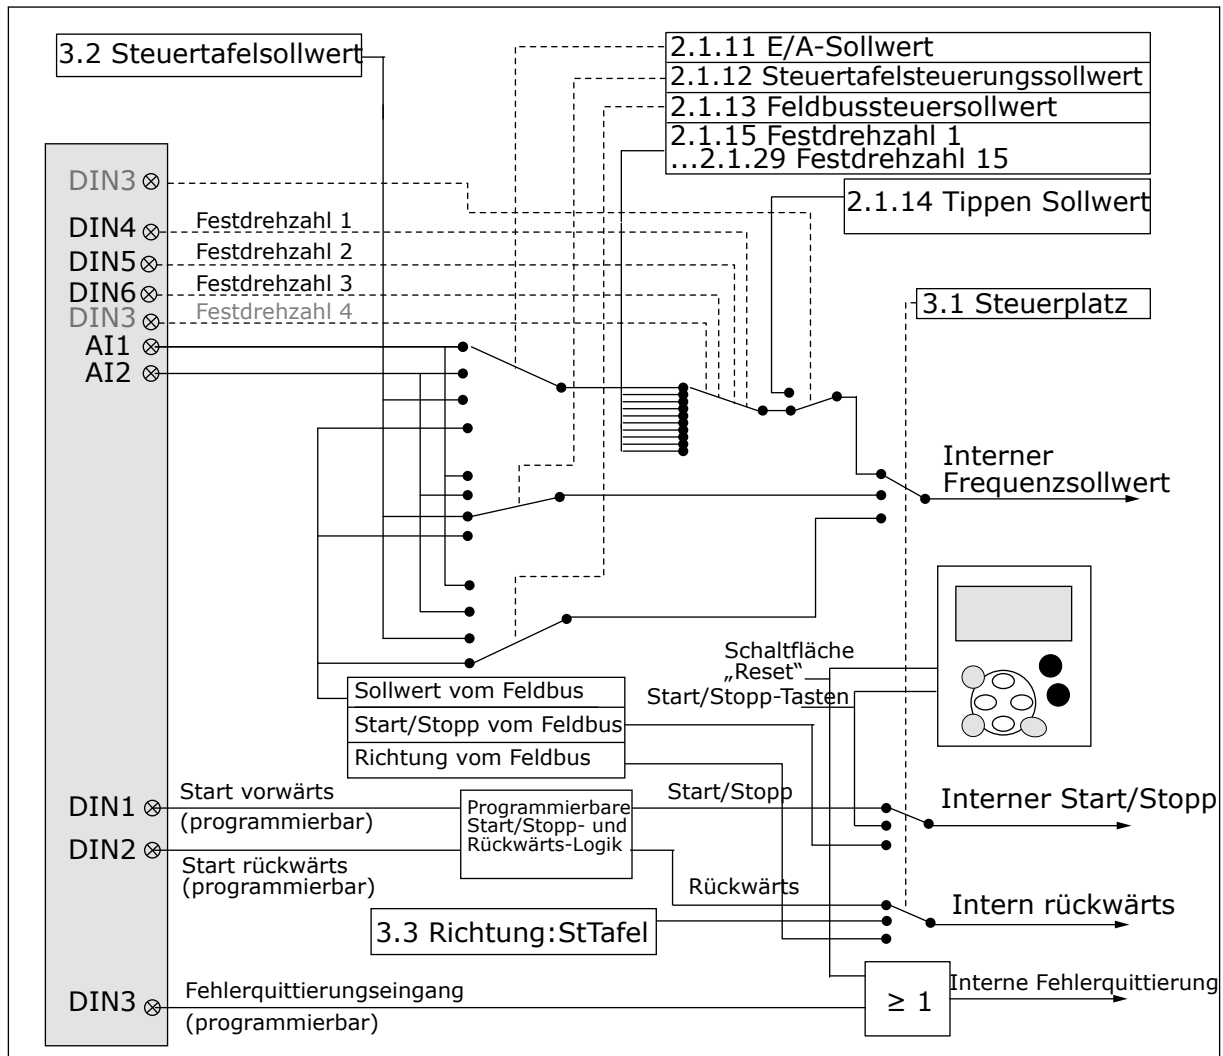 3.2 Steuertafelsollwert
2.1.11 E/A-Sollwert
2.1.12 Steuertafelsteuerungssollwert
2.1.13 Feldbussteuersollwert
2.1.15 Festdrehzahl 1
...2.1.29 Festdrehzahl 15
2.1.14 Tippen Sollwert
3.1 Steuerplatz
DIN3
DIN4
Festdrehzahl 1
DIN5
Festdrehzahl 2
DIN6
Festdrehzahl 3
DIN3
Festdrehzahl 4
AI1
AI2
Interner
Frequenzsollwert
Schaltfläche
„Reset“
Start/Stopp-Tasten
Sollwert vom Feldbus
Start/Stopp vom Feldbus
Richtung vom Feldbus
DIN1
Start vorwärts
(programmierbar)
Programmierbare
Start/Stopp- und
Rückwärts-Logik
Start/Stopp
Interner Start/Stopp
DIN2
Start rückwärts
(programmierbar)
Rückwärts
Intern rückwärts
3.3 Richtung:StTafel
DIN3
Fehlerquittierungseingang
(programmierbar)
≥ 1
Interne Fehlerquittierung